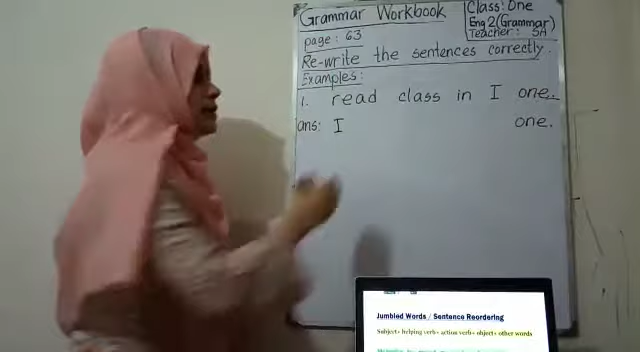 Grammar Workbook
Class: One
Eng 2 (Grammar)
Teacher: SA
page: 63
Re-write the sentences correctly.
Examples:
1. read class in I one.
ans: I one.
Jumbled Words / Sentence Reordering
Subject+ helping verb+ action verb+ object+ other words